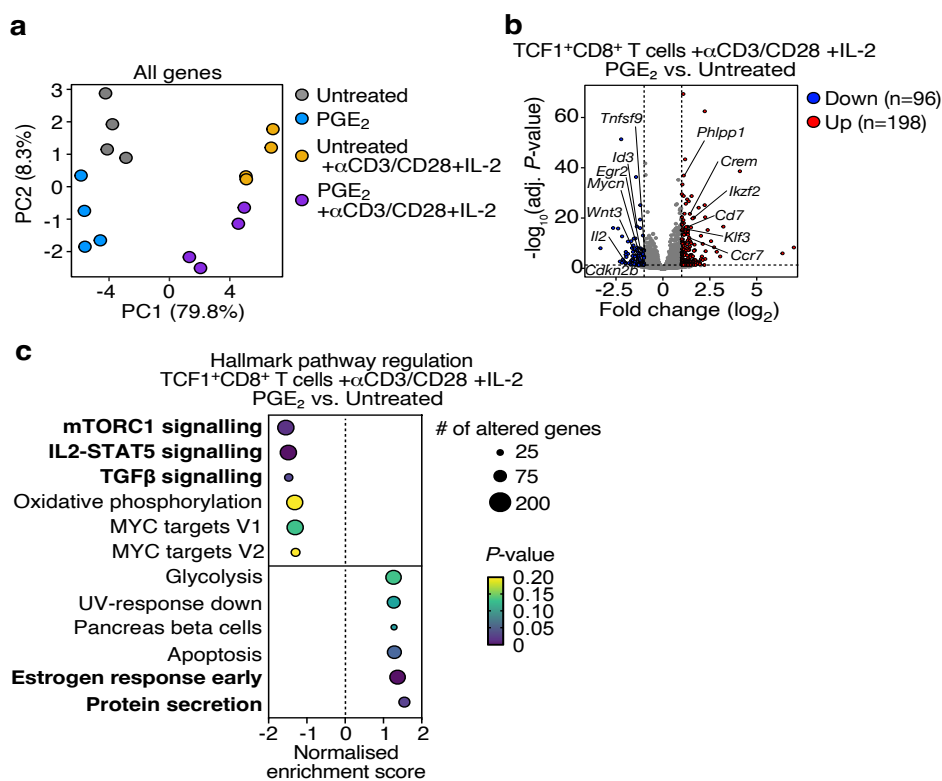 a
All genes
3
2
1
0
-1
-2
PC2 (8.3%)
-4
0
4
PC1 (79.8%)
Untreated
PGE₂
Untreated
+αCD3/CD28+IL-2
PGE₂
+αCD3/CD28+IL-2
b
TCF1⁺CD8⁺ T cells +αCD3/CD28 +IL-2
PGE₂ vs. Untreated
60
40
20
0
-log₁₀(adj. P-value)
Tnfsf9
Id3
Egr2
Mycn
Wnt3
Il2
Cdkn2b
Phlpp1
Crem
Ikzf2
Cd7
Klf3
Ccr7
-2.5
0
2.5
5
Fold change (log₂)
Down (n=96)
Up (n=198)
c
Hallmark pathway regulation
TCF1⁺CD8⁺ T cells +αCD3/CD28 +IL-2
PGE₂ vs. Untreated
mTORC1 signalling
IL2-STAT5 signalling
TGFβ signalling
Oxidative phosphorylation
MYC targets V1
MYC targets V2
Glycolysis
UV-response down
Pancreas beta cells
Apoptosis
Estrogen response early
Protein secretion
-2
-1
0
1
2
Normalised
enrichment score
# of altered genes
25
75
200
P-value
0.20
0.15
0.10
0.05
0